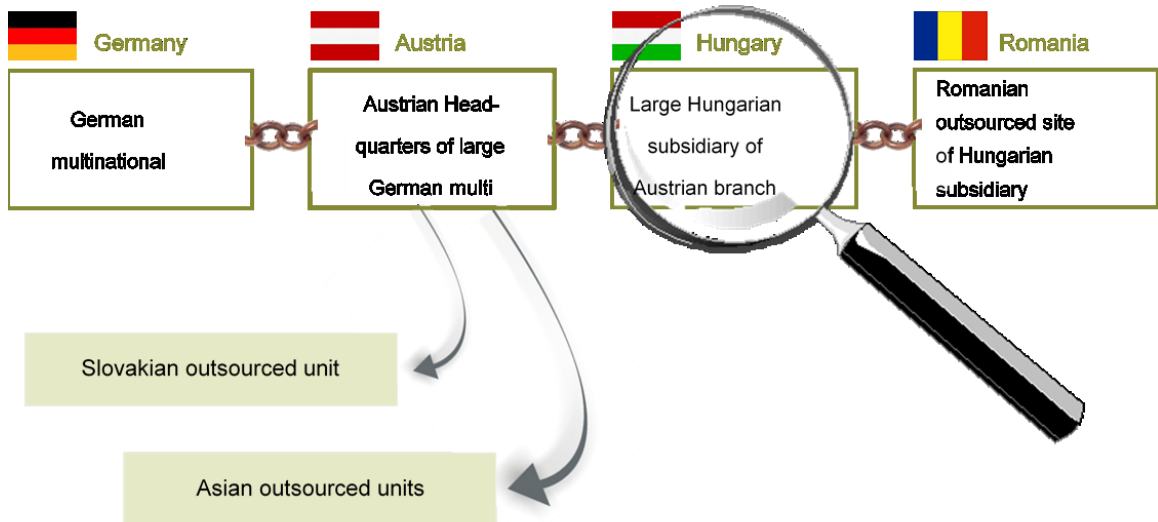 Germany
Austria
Hungary
Romania
German
multinational
Austrian Head-
quarters of large
German multi
Large Hungarian
subsidiary of
Austrian branch
Romanian
outsourced site
of Hungarian
subsidiary
Slovakian outsourced unit
Asian outsourced units